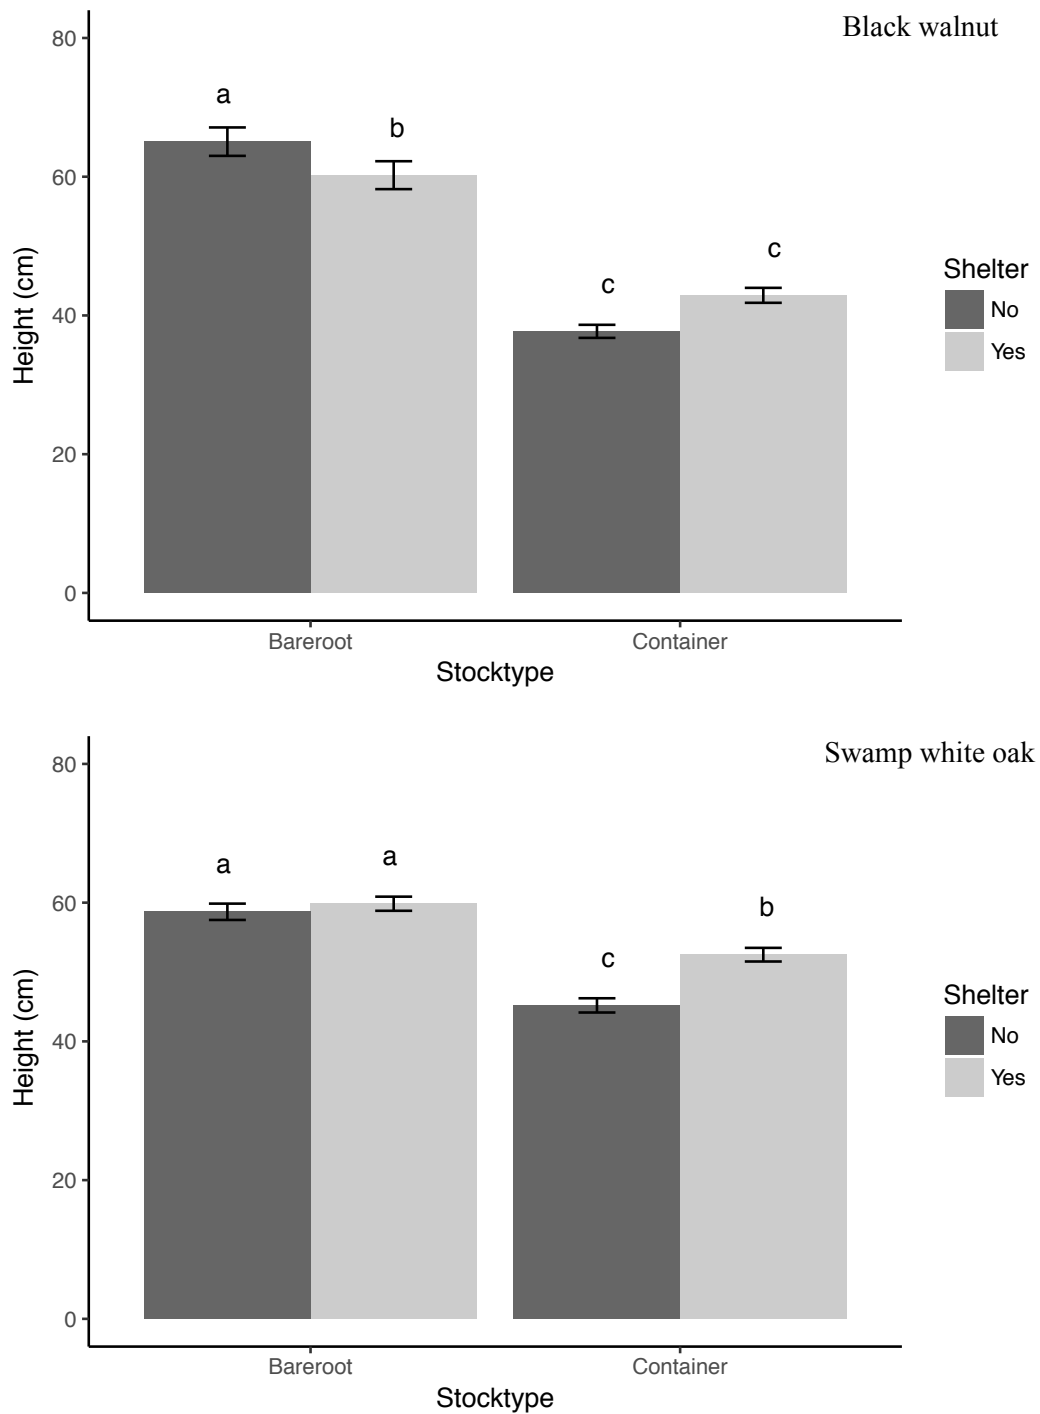 Black walnut
80
60
40
20
0
Height (cm)
a
b
c
c
Bareroot
Container
Stocktype
Shelter
No
Yes
Swamp white oak
80
60
40
20
0
Height (cm)
a
a
c
b
Bareroot
Container
Stocktype
Shelter
No
Yes